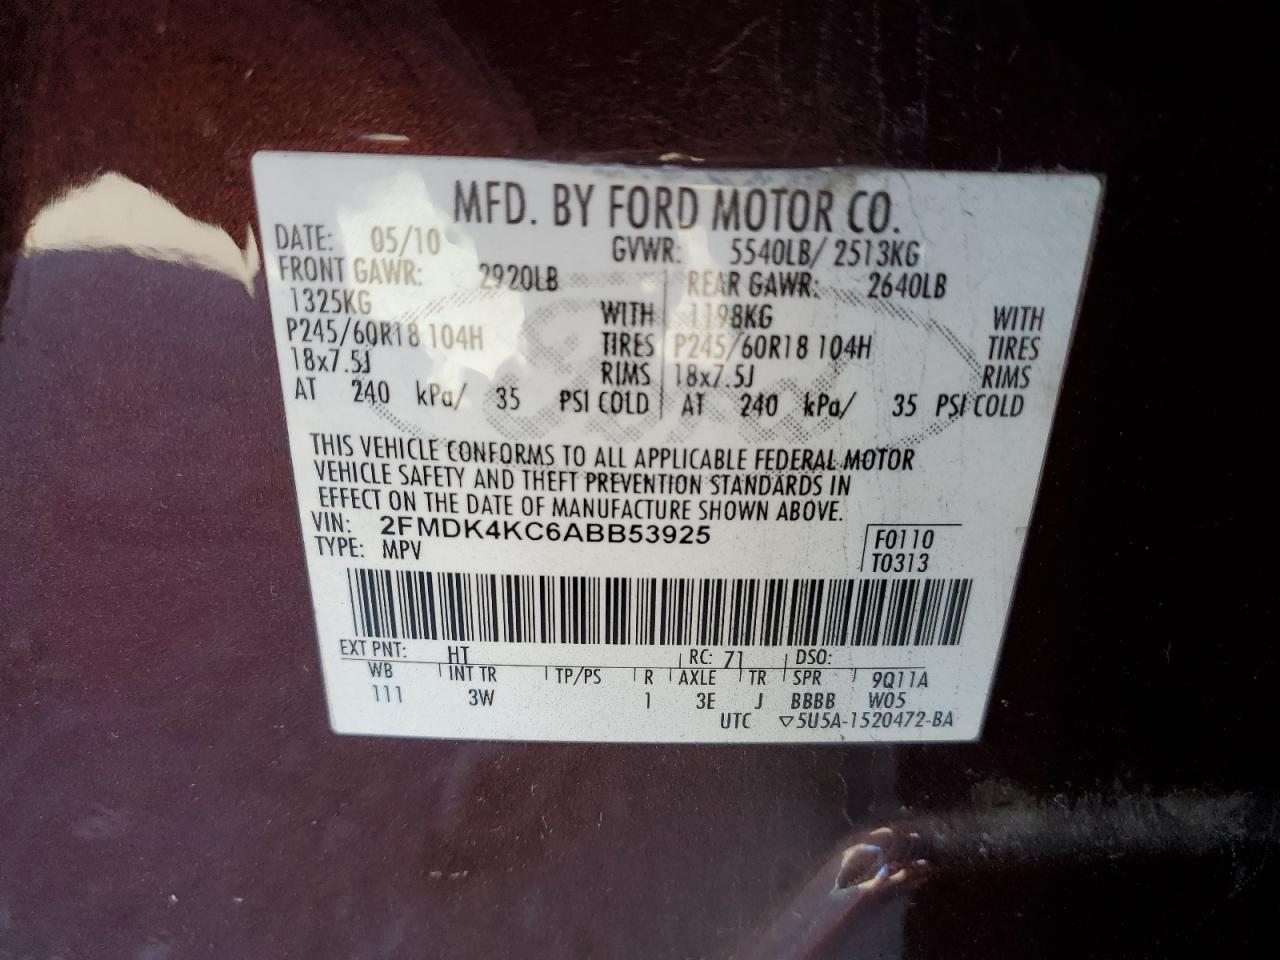 MFD. BY FORD MOTOR CO.
DATE: 05/10 GVWR: 5540LB/ 2513KG
FRONT GAWR: 2920LB REAR GAWR: 2640LB
1325KG WITH 1198KG WITH
P245/60R18 104H TIRES P245/60R18 104H TIRES
18x7.5J RIMS 18x7.5J RIMS
AT 240 kPa/ 35 PSI COLD AT 240 kPa/ 35 PSI COLD
THIS VEHICLE CONFORMS TO ALL APPLICABLE FEDERAL MOTOR
VEHICLE SAFETY AND THEFT PREVENTION STANDARDS IN
EFFECT ON THE DATE OF MANUFACTURE SHOWN ABOVE.
VIN: 2FMDK4KC6ABB53925 F0110
TYPE: MPV T0313
EXT PNT: HT RC: 71 DSO:
WB INT TR TP/PS R AXLE TR SPR 9Q11A
111 3W 1 3E J BBBB W05
UTC ▽5U5A-1520472-BA
Ford